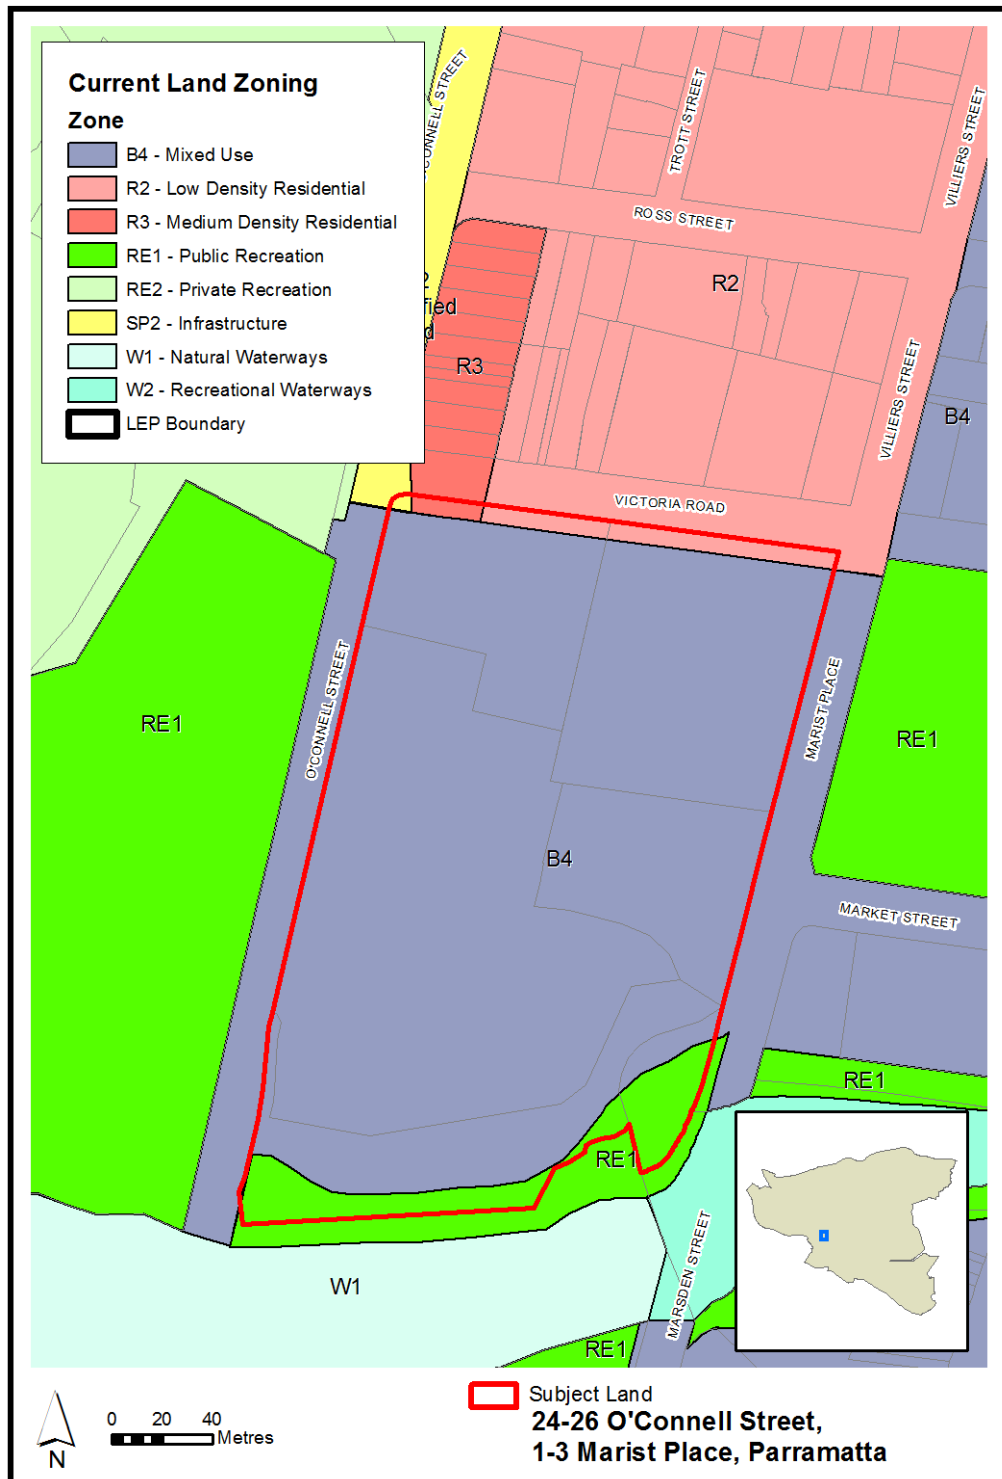 Current Land Zoning
Zone
B4 - Mixed Use
R2 - Low Density Residential
R3 - Medium Density Residential
RE1 - Public Recreation
RE2 - Private Recreation
SP2 - Infrastructure
W1 - Natural Waterways
W2 - Recreational Waterways
LEP Boundary
CONNELL STREET
TROTT STREET
VILLIERS STREET
ROSS STREET
R2
R3
VILLIERS STREET
B4
VICTORIA ROAD
O'CONNELL STREET
MARIST PLACE
RE1
RE1
B4
MARKET STREET
RE1
RE1
W1
MARSDEN STREET
RE1
N
0 20 40
Metres
Subject Land
24-26 O'Connell Street,
1-3 Marist Place, Parramatta